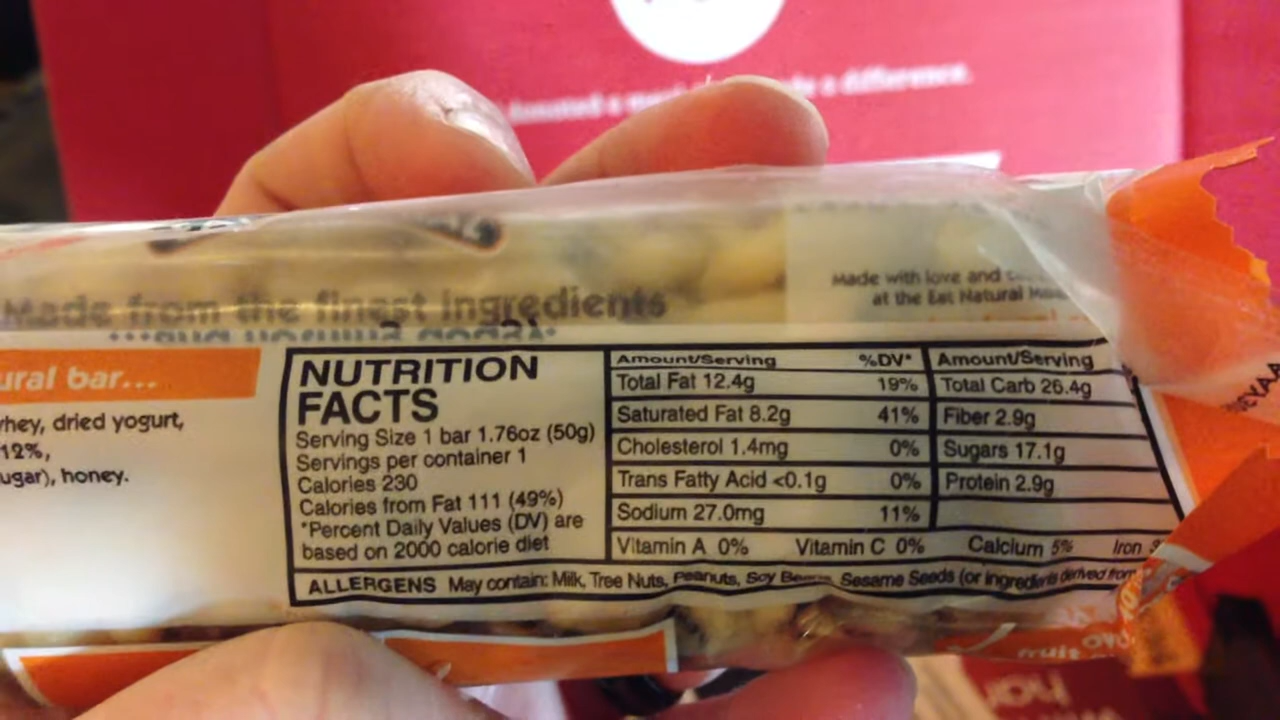 a difference.
Made with love and
at the Eat Natural
Made from the finest ingredients
ural bar...
whey, dried yogurt,
12%,
ugar), honey.
NUTRITION
FACTS
Serving Size 1 bar 1.76oz (50g)
Servings per container 1
Calories 230
Calories from Fat 111 (49%)
*Percent Daily Values (DV) are
based on 2000 calorie diet
Amount/Serving %DV*
Total Fat 12.4g 19%
Saturated Fat 8.2g 41%
Cholesterol 1.4mg 0%
Trans Fatty Acid <0.1g 0%
Sodium 27.0mg 11%
Amount/Serving
Total Carb 26.4g
Fiber 2.9g
Sugars 17.1g
Protein 2.9g
Vitamin A 0% Vitamin C 0% Calcium 5% Iron
ALLERGENS May contain: Milk, Tree Nuts, Peanuts, Soy Beans, Sesame Seeds (or ingredients derived from
fruit